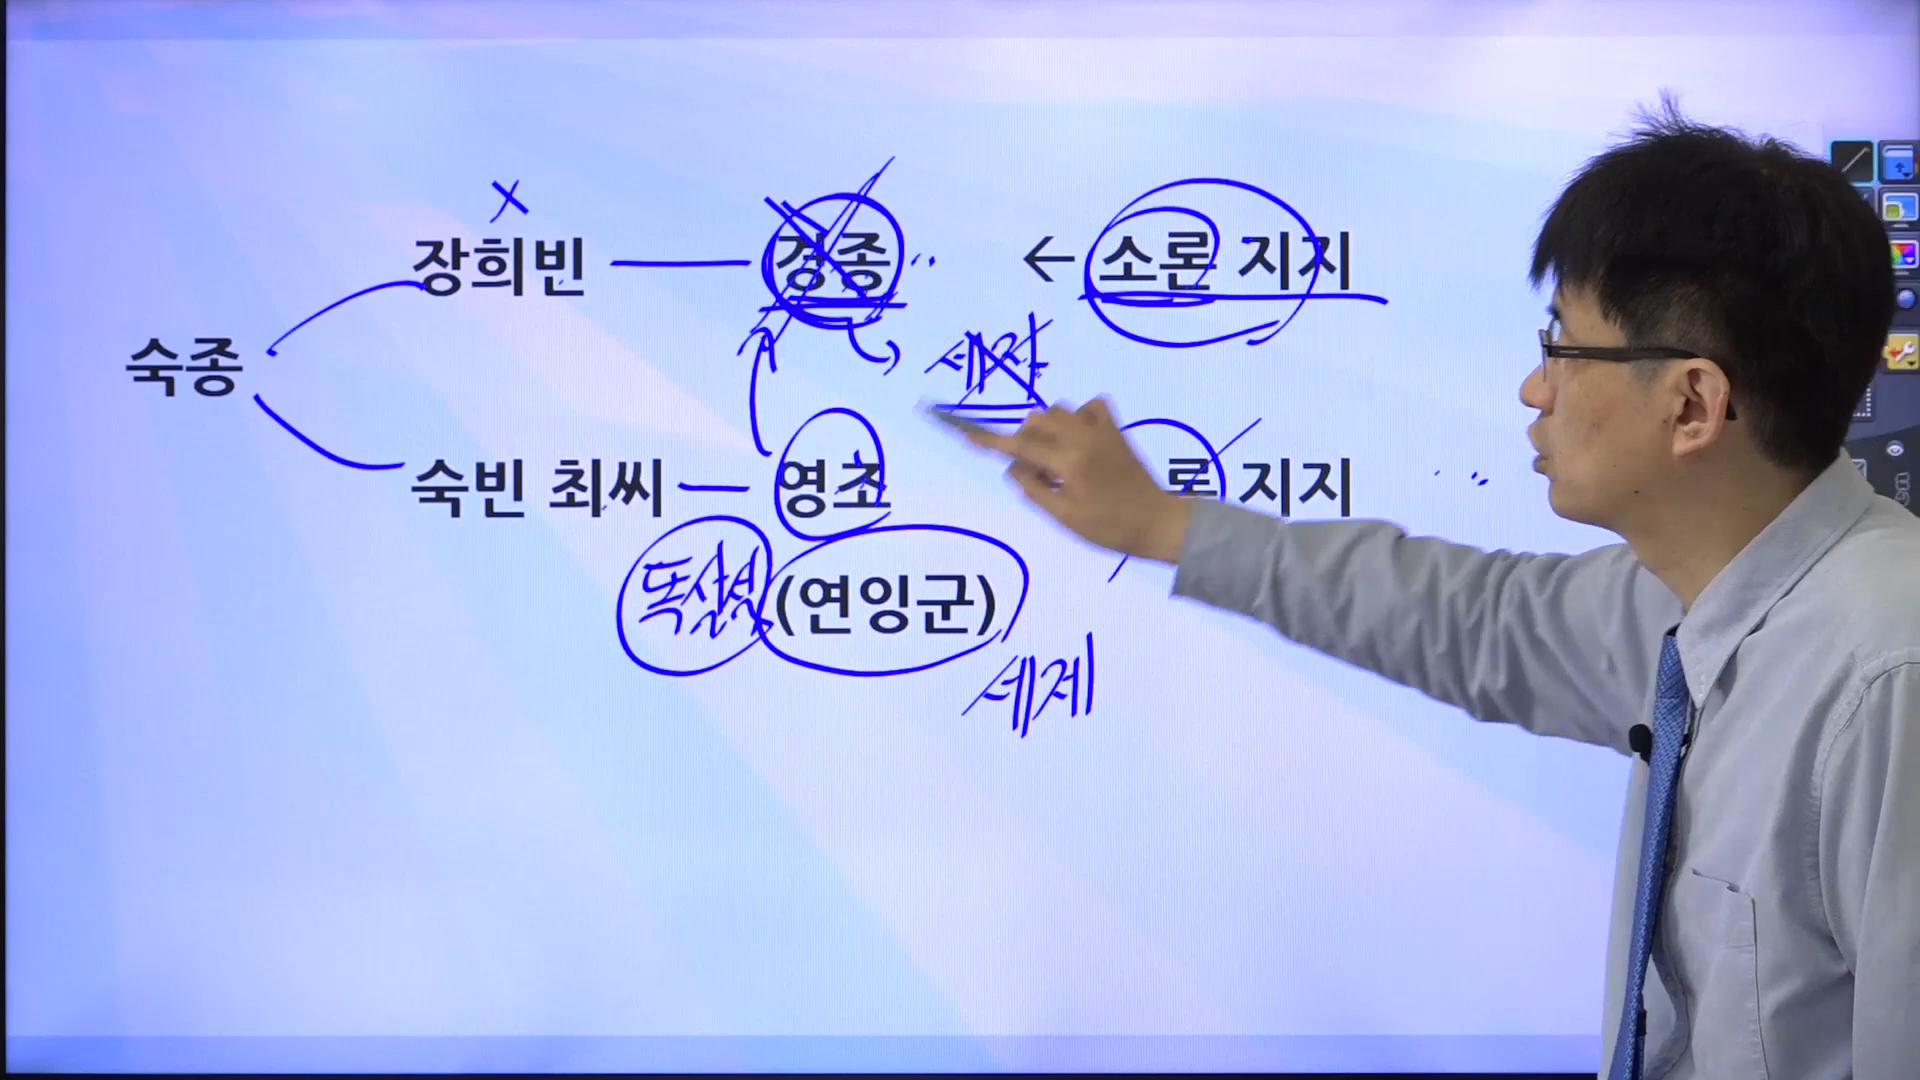 장희빈 경종 ← 소론 지지
세자
숙종
숙빈 최씨 영조 론 지지
독살설 (연잉군)
세제